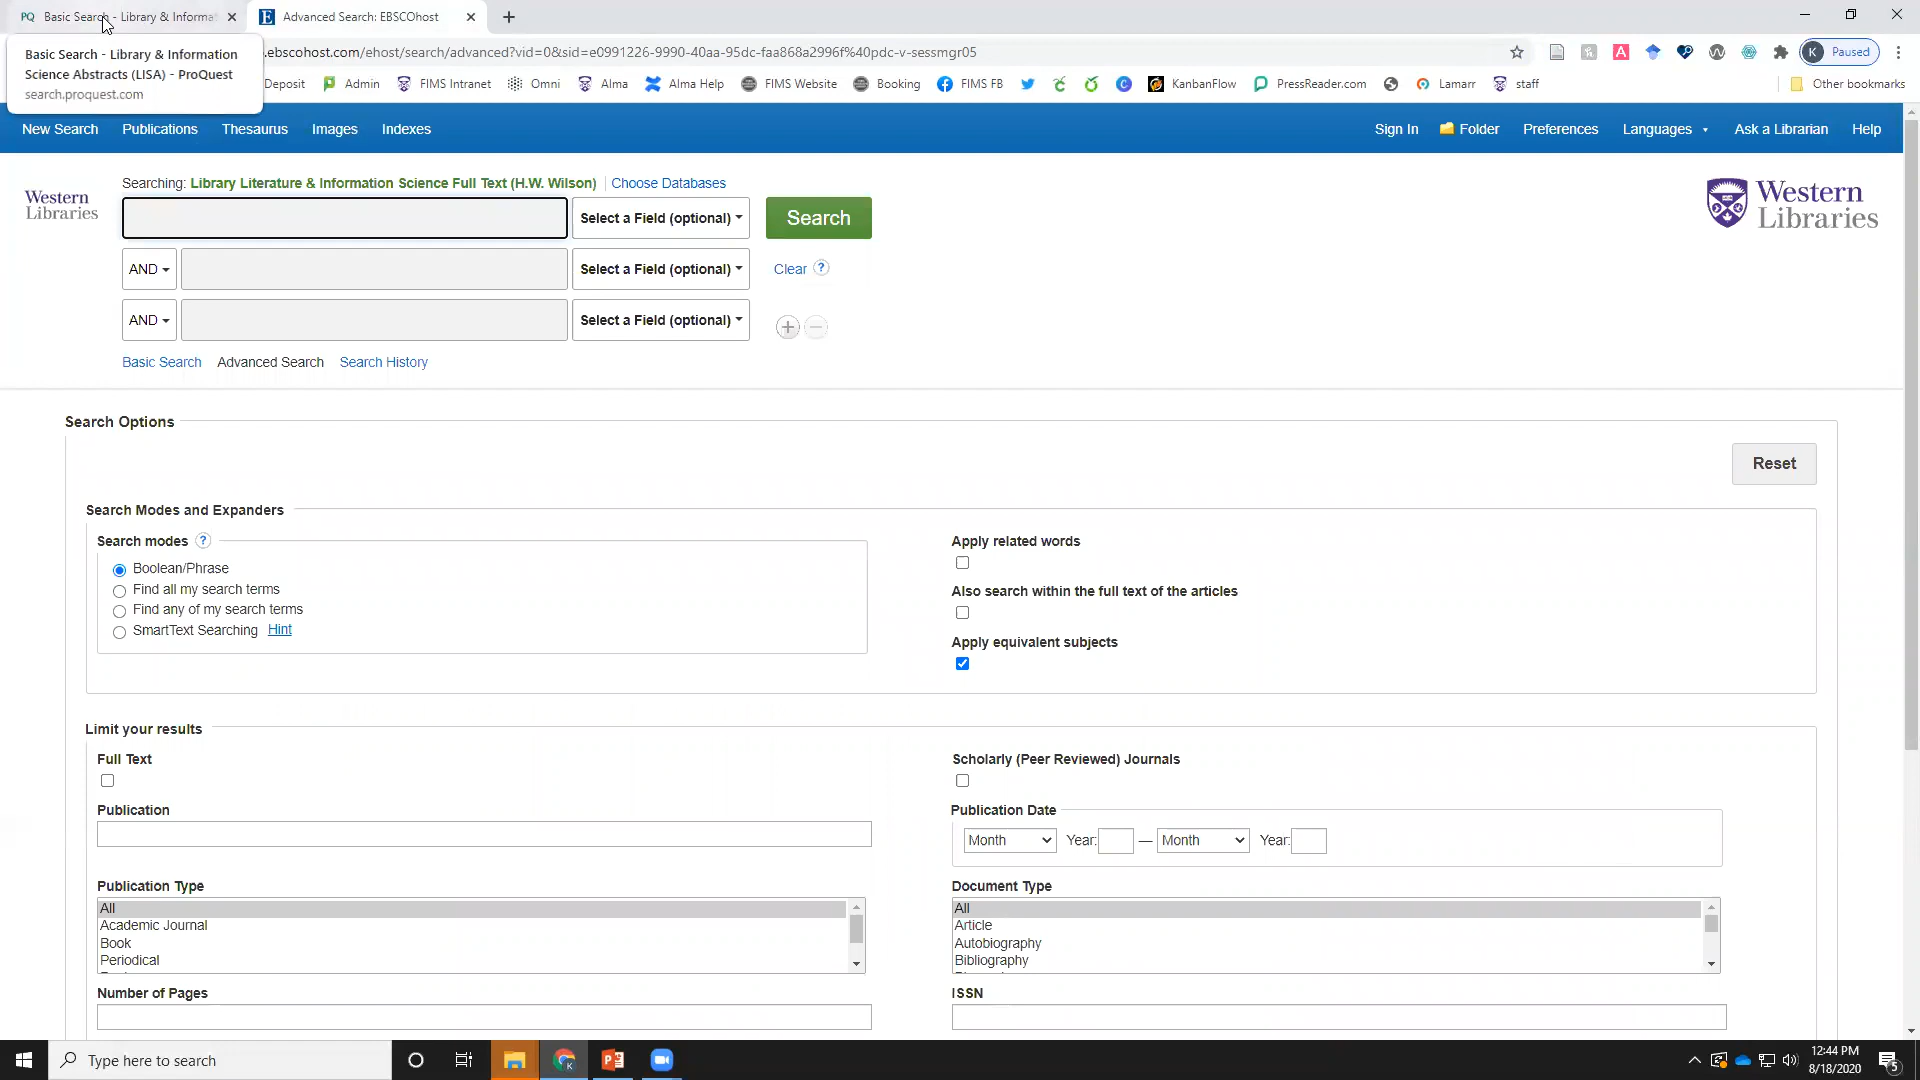 Basic Search - Library & Informat
Advanced Search: EBSCOhost
Basic Search - Library & Information
Science Abstracts (LISA) - ProQuest
search.proquest.com
.ebscohost.com/ehost/search/advanced?vid=0&sid=e0991226-9990-40aa-95dc-faa868a2996f%40pdc-v-sessmgr05
K Paused
Deposit Admin FIMS Intranet Omni Alma Alma Help FIMS Website Booking FIMS FB KanbanFlow PressReader.com Lamarr staff Other bookmarks
New Search Publications Thesaurus Images Indexes Sign In Folder Preferences Languages Ask a Librarian Help
Western
Libraries
Searching: Library Literature & Information Science Full Text (H.W. Wilson) Choose Databases
Western
Libraries
Select a Field (optional) Search
AND Select a Field (optional) Clear ?
AND Select a Field (optional)
Basic Search Advanced Search Search History
Search Options
Reset
Search Modes and Expanders
Search modes ?
Boolean/Phrase
Find all my search terms
Find any of my search terms
SmartText Searching Hint
Apply related words
Also search within the full text of the articles
Apply equivalent subjects
Limit your results
Full Text
Scholarly (Peer Reviewed) Journals
Publication
Publication Date
Month Year: — Month Year:
Publication Type
All
Academic Journal
Book
Periodical
Document Type
All
Article
Autobiography
Bibliography
Number of Pages
ISSN
Type here to search
12:44 PM
8/18/2020
5